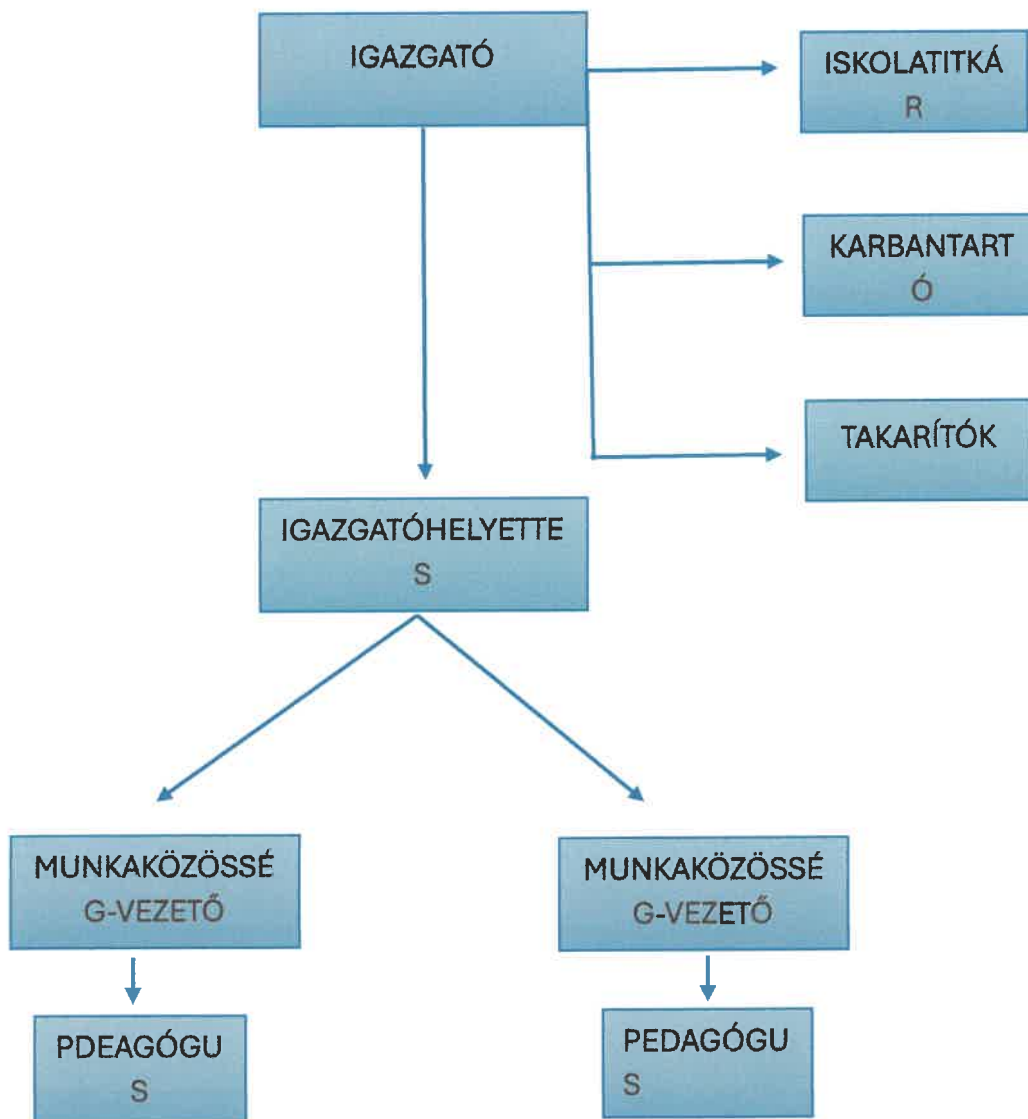 IGAZGATÓ
ISKOLATITKÁ
R
KARBANTART
Ó
TAKARÍTÓK
IGAZGATÓHELYETTE
S
MUNKAKÖZÖSSÉ
G-VEZETŐ
MUNKAKÖZÖSSÉ
G-VEZETŐ
PDEAGÓGU
S
PEDAGÓGU
S